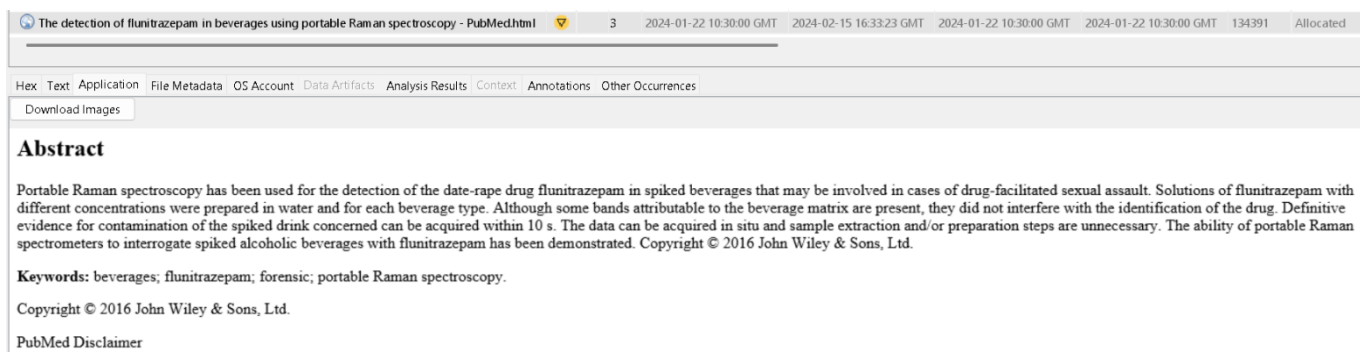 The detection of flunitrazepam in beverages using portable Raman spectroscopy - PubMed.html 3 2024-01-22 10:30:00 GMT 2024-02-15 16:33:23 GMT 2024-01-22 10:30:00 GMT 2024-01-22 10:30:00 GMT 134391 Allocated
Hex Text Application File Metadata OS Account Data Artifacts Analysis Results Context Annotations Other Occurrences
Download Images
Abstract
Portable Raman spectroscopy has been used for the detection of the date-rape drug flunitrazepam in spiked beverages that may be involved in cases of drug-facilitated sexual assault. Solutions of flunitrazepam with
different concentrations were prepared in water and for each beverage type. Although some bands attributable to the beverage matrix are present, they did not interfere with the identification of the drug. Definitive
evidence for contamination of the spiked drink concerned can be acquired within 10 s. The data can be acquired in situ and sample extraction and/or preparation steps are unnecessary. The ability of portable Raman
spectrometers to interrogate spiked alcoholic beverages with flunitrazepam has been demonstrated. Copyright © 2016 John Wiley & Sons, Ltd.
Keywords: beverages; flunitrazepam; forensic; portable Raman spectroscopy.
Copyright © 2016 John Wiley & Sons, Ltd.
PubMed Disclaimer